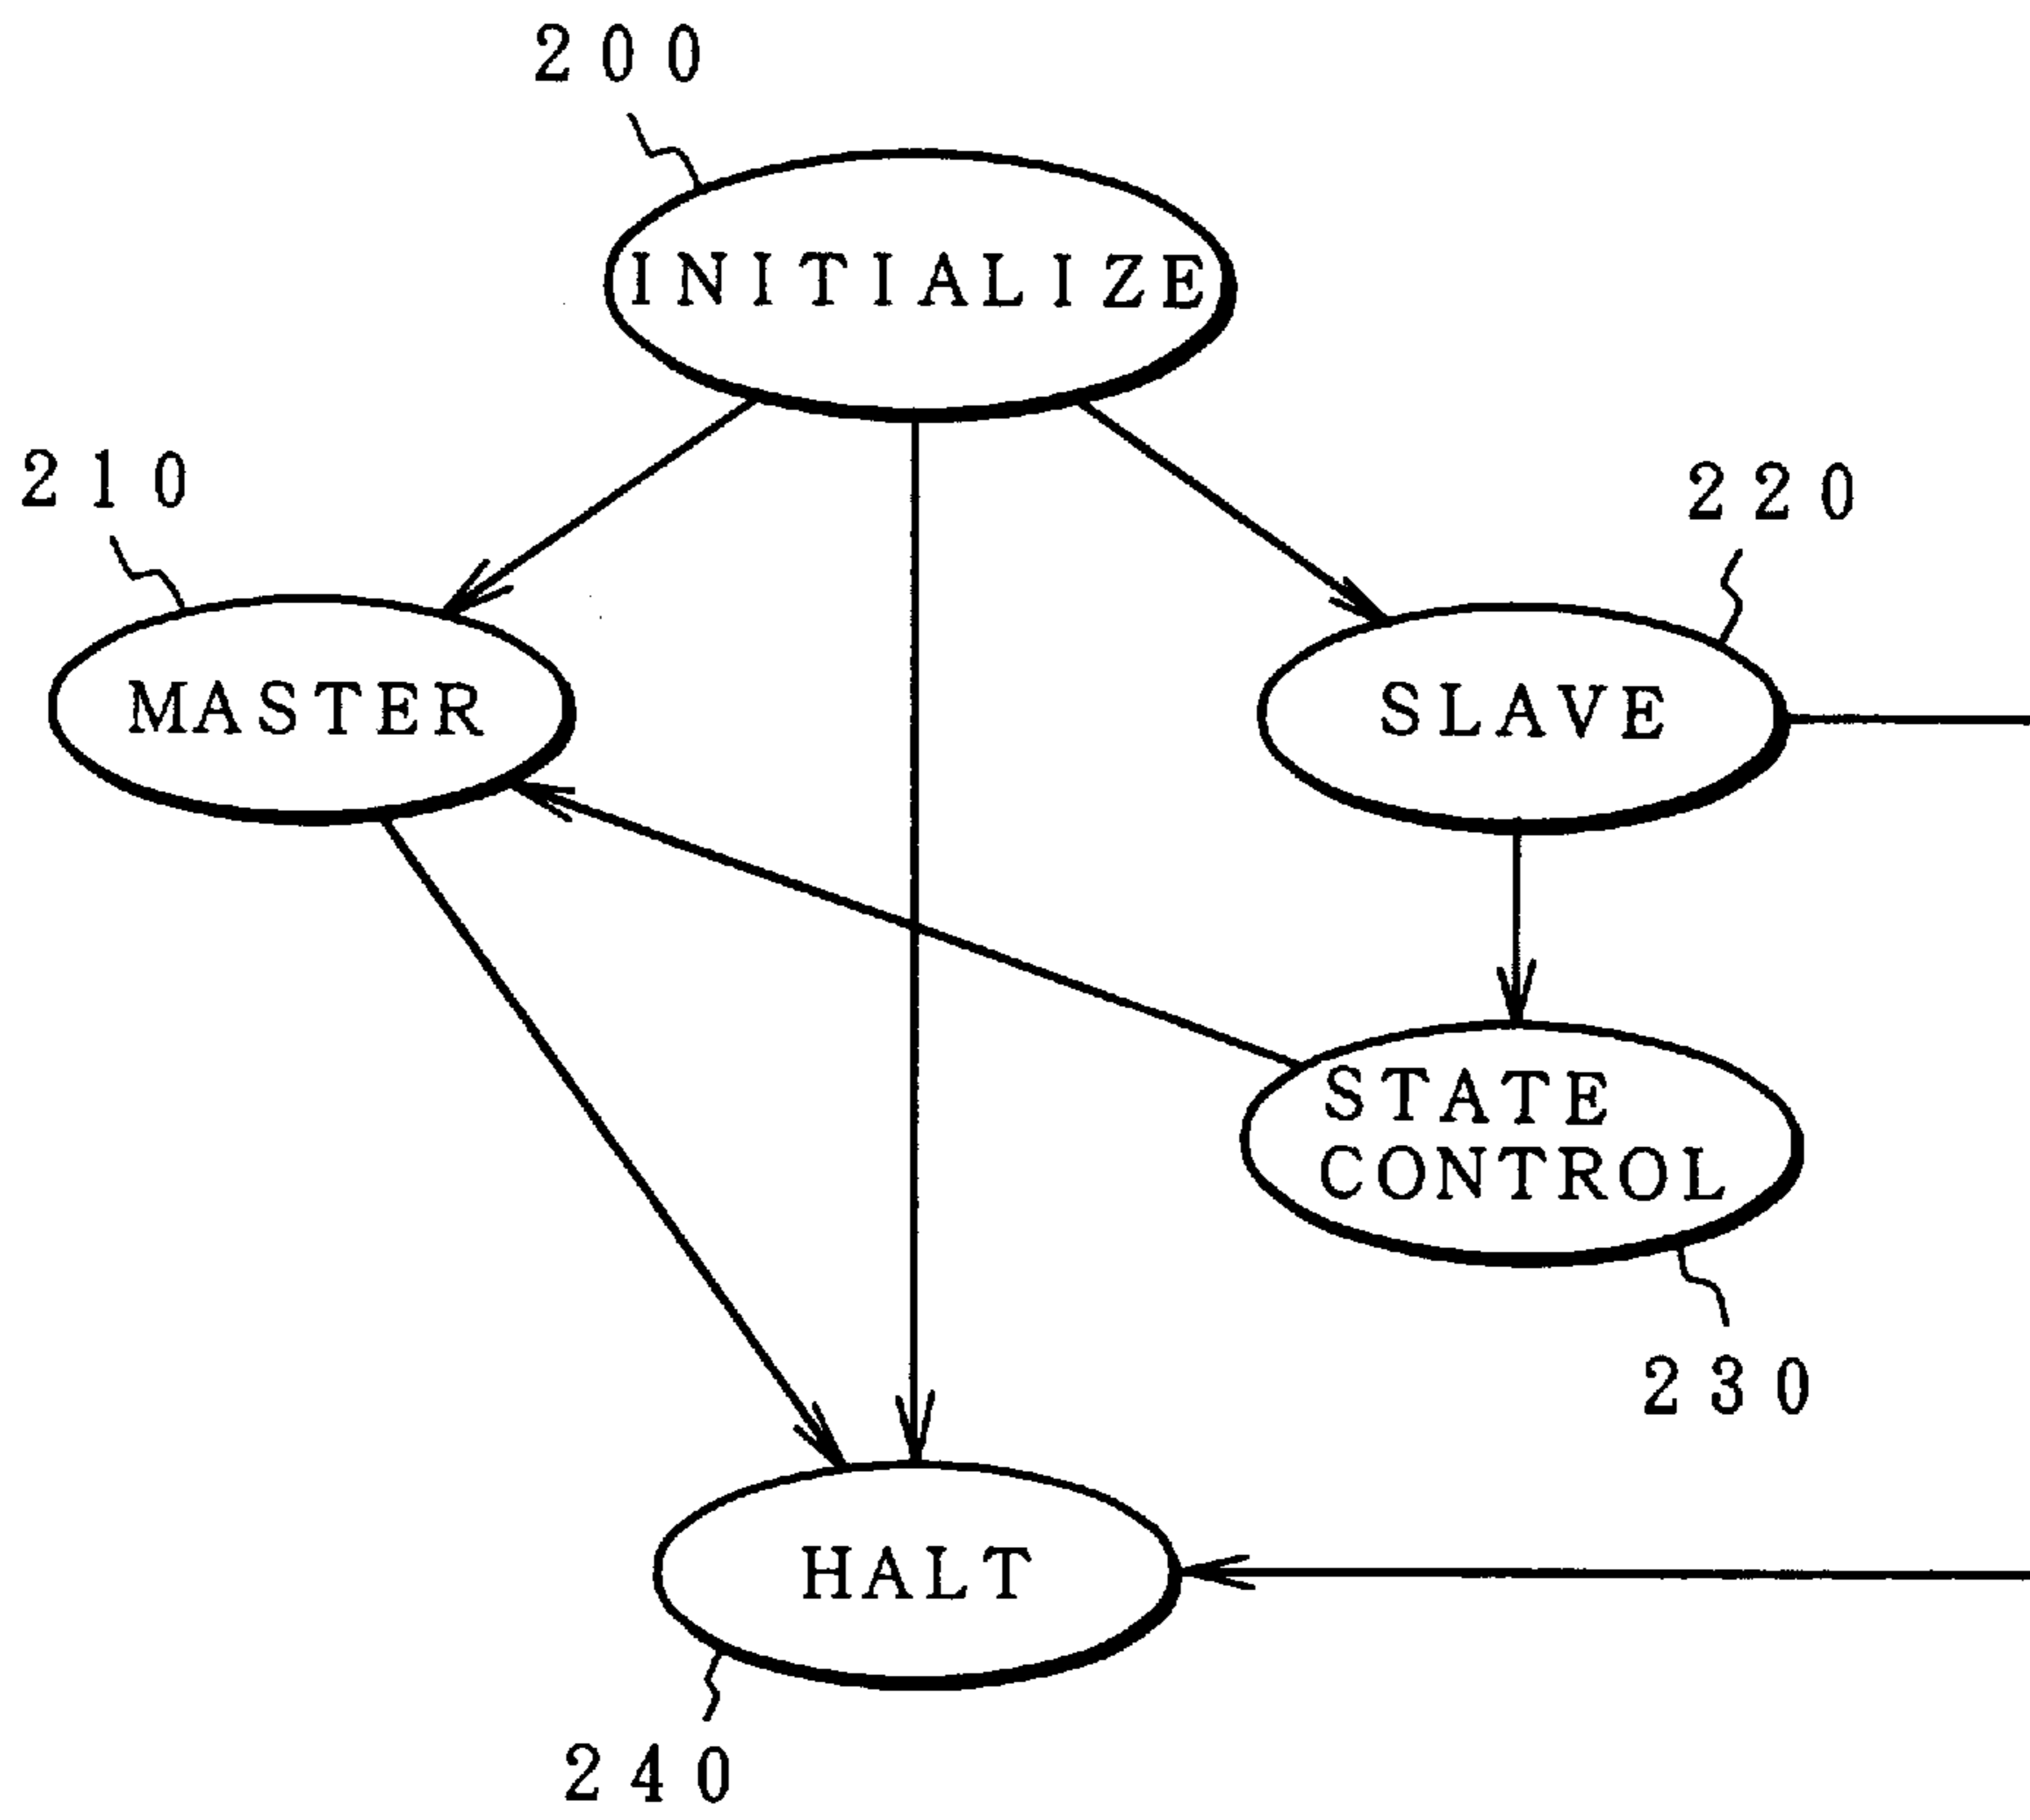 200
INITIALIZE
210
220
MASTER
SLAVE
STATE
CONTROL
230
HALT
240